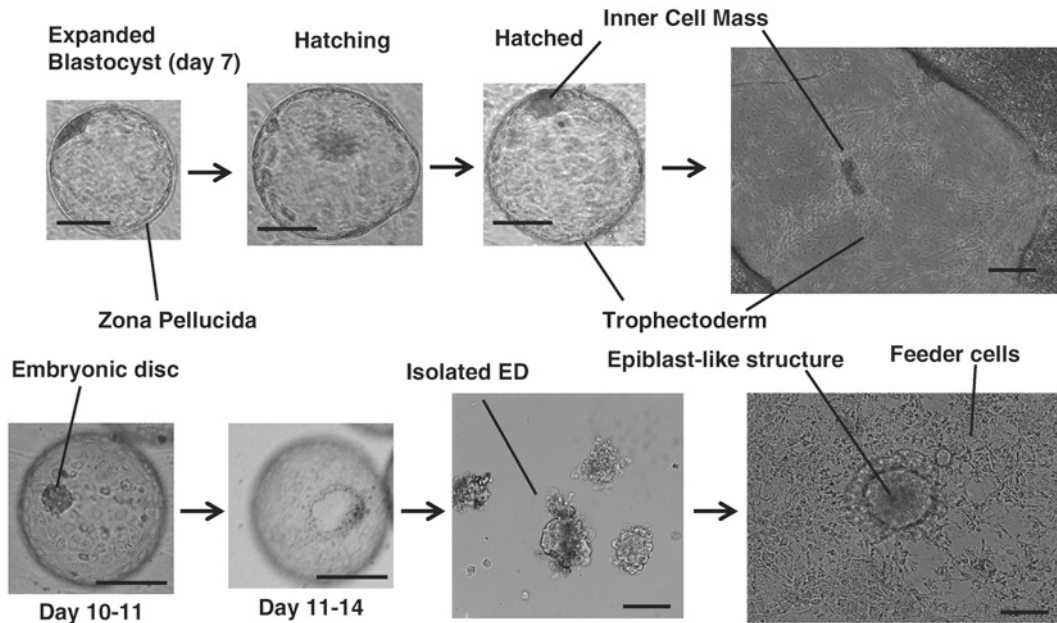 Expanded
Blastocyst (day 7)
Hatching
Hatched
Inner Cell Mass
Zona Pellucida
Trophectoderm
Embryonic disc
Isolated ED
Epiblast-like structure
Feeder cells
Day 10-11
Day 11-14